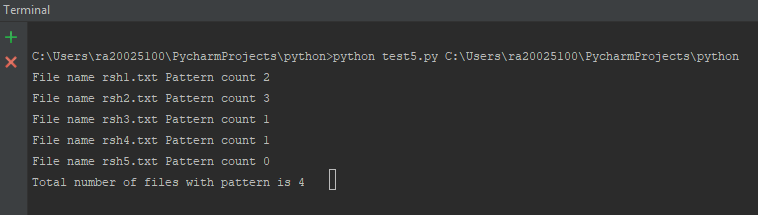 Terminal
C:\Users\ra20025100\PycharmProjects\python>python test5.py C:\Users\ra20025100\PycharmProjects\python
File name rsh1.txt Pattern count 2
File name rsh2.txt Pattern count 3
File name rsh3.txt Pattern count 1
File name rsh4.txt Pattern count 1
File name rsh5.txt Pattern count 0
Total number of files with pattern is 4